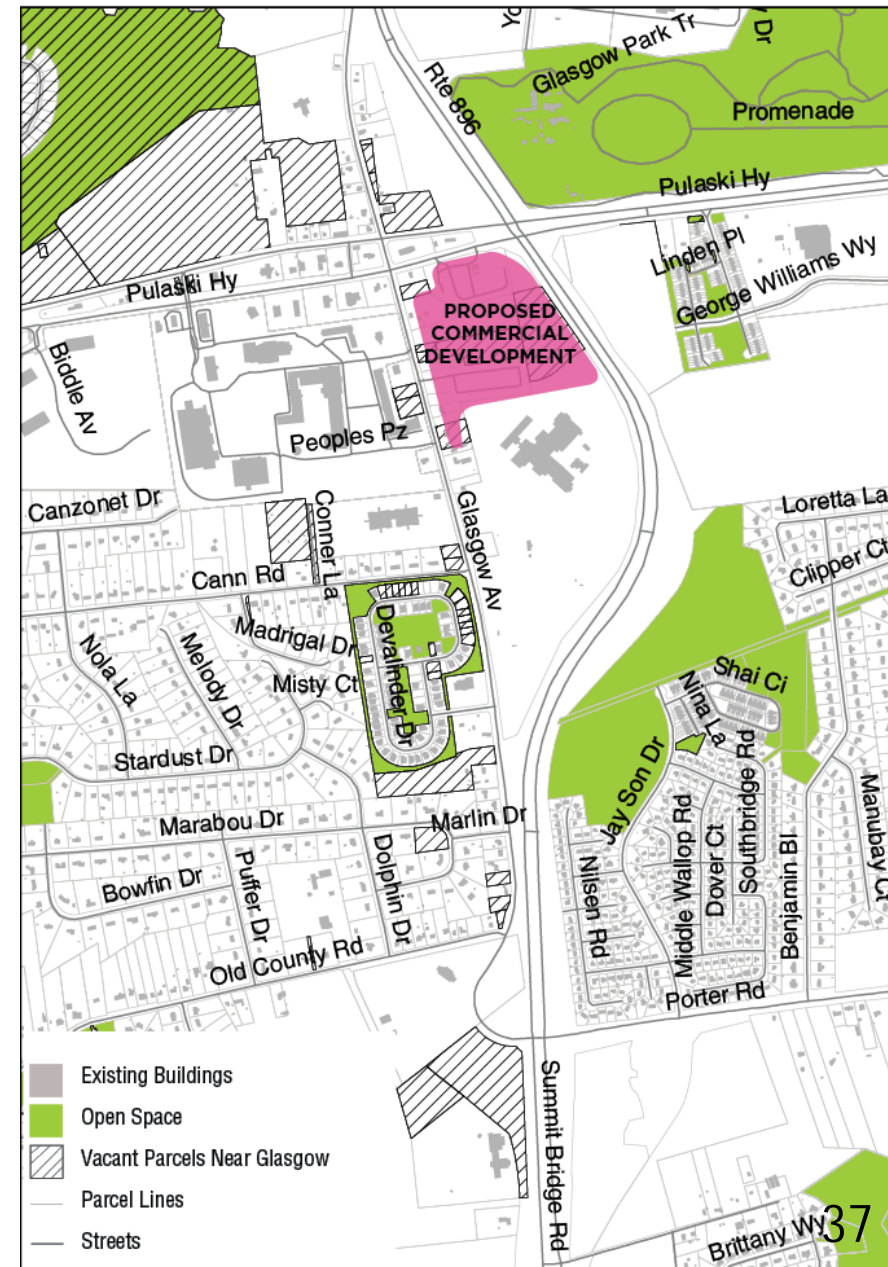 Yo
Dr
Glasgow Park Tr
Rte 896
Promenade
Pulaski Hy
Linden Pl
George Williams Wy
Pulaski Hy
PROPOSED
COMMERCIAL
DEVELOPMENT
Biddle Av
Peoples Pz
Canzonet Dr
Conner La
Glasgow Av
Loretta La
Clipper Ct
Cann Rd
Nola La
Melody Dr
Madrigal Dr
Devalinder Dr
Misty Ct
Shai Ci
Nina La
Stardust Dr
Jay Son Dr
Marabou Dr
Marlin Dr
Middle Wallop Rd
Dover Ct
Southbridge Rd
Manubay Ct
Bowfin Dr
Puffer Dr
Dolphin Dr
Nilsen Rd
Benjamin Bl
Old County Rd
Porter Rd
Existing Buildings
Open Space
Vacant Parcels Near Glasgow
Parcel Lines
Streets
Summit Bridge Rd
Brittany Wy
37